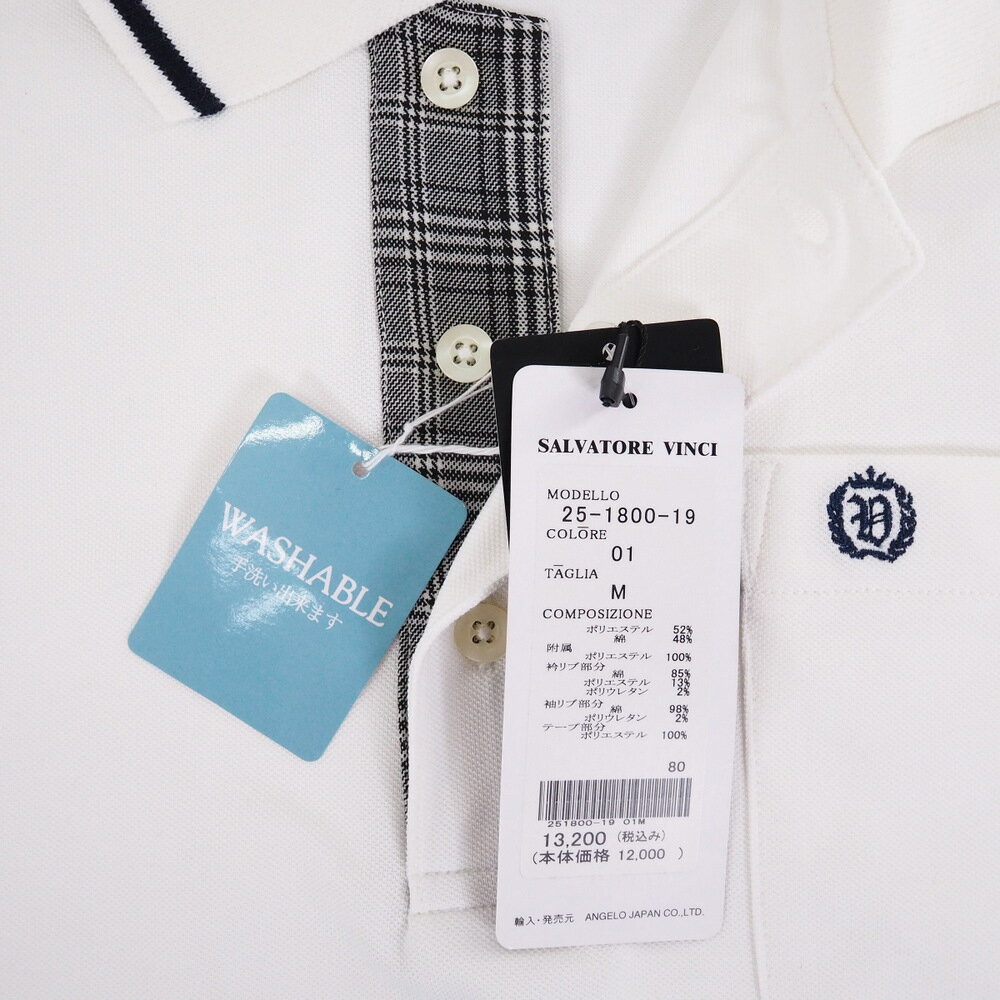 WASHABLE
手洗い出来ます
SALVATORE VINCI
MODELLO
25-1800-19
COLORE
01
TAGLIA
M
COMPOSIZIONE
ポリエステル 52%
綿 48%
附属
ポリエステル 100%
衿リブ部分
綿 85%
ポリエステル 13%
ポリウレタン 2%
袖リブ部分
綿 98%
ポリウレタン 2%
テープ部分
ポリエステル 100%
80
251800-19 01M
13,200 (税込み)
(本体価格 12,000 )
輸入・発売元 ANGELO JAPAN CO.,LTD.
V